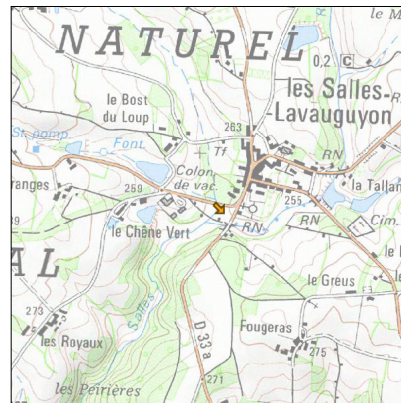 le M
NATUREL
0,2 C
les Salles-
Lavauguyon
le Bost
du Loup
263
RN
Tf
St. pomp.
Font.
Colon.
de vac.
RN
la Tallan
ranges
259
255
RN
Cim.
le Chêne Vert
RN
AL
le Greus
273
Salles
les Royaux
D 33a
Fougeras
275
271
les Peirières